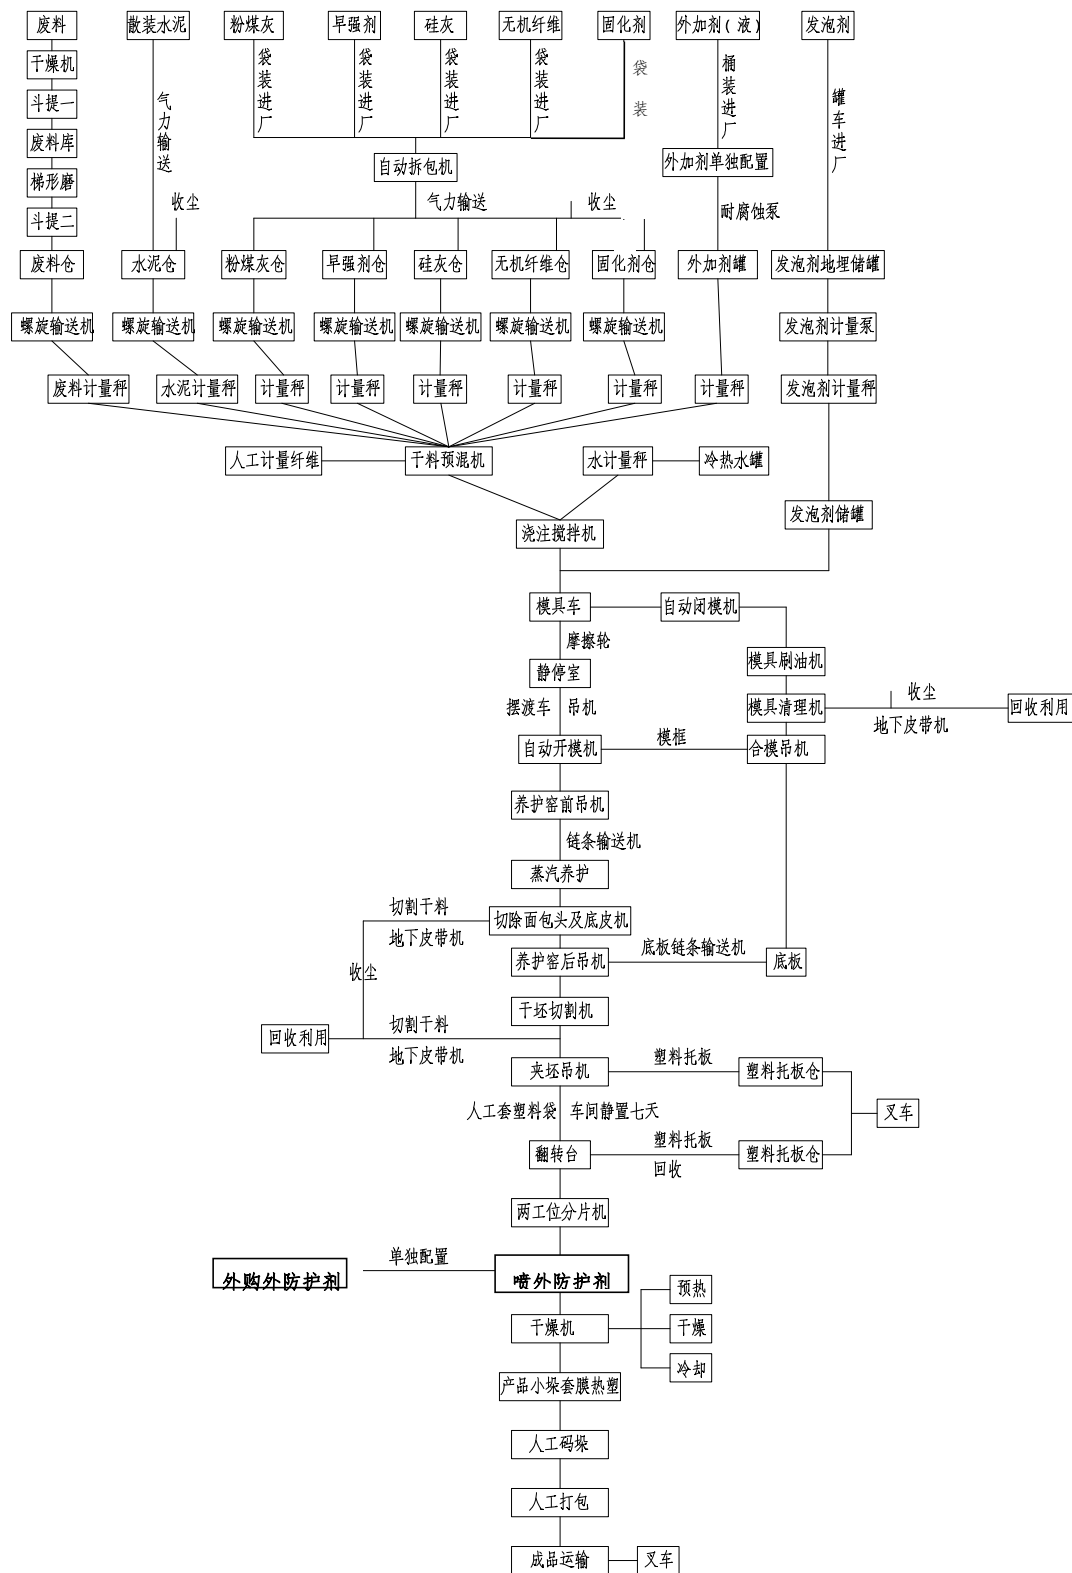 废料 散装水泥 粉煤灰 早强剂 硅灰 无机纤维 固化剂 外加剂(液) 发泡剂
干燥机
斗提一
废料库
梯形磨
斗提二
气力输送
袋装进厂
袋装进厂
袋装进厂
袋装进厂
袋装
桶装进厂
罐车进厂
自动拆包机
外加剂单独配置
收尘
气力输送
收尘
耐腐蚀泵
废料仓 水泥仓 粉煤灰仓 早强剂仓 硅灰仓 无机纤维仓 固化剂仓 外加剂罐 发泡剂地埋储罐
螺旋输送机 螺旋输送机 螺旋输送机 螺旋输送机 螺旋输送机 螺旋输送机 螺旋输送机 发泡剂计量泵
废料计量秤 水泥计量秤 计量秤 计量秤 计量秤 计量秤 计量秤 计量秤 发泡剂计量秤
人工计量纤维 干料预混机 水计量秤 冷热水罐
发泡剂储罐
浇注搅拌机
模具车 自动闭模机
摩擦轮
模具刷油机
静停室
收尘
摆渡车 吊机 模具清理机 回收利用
地下皮带机
模框
自动开模机 合模吊机
养护窑前吊机
链条输送机
蒸汽养护
切割干料
切除面包头及底皮机
地下皮带机
底板链条输送机
养护窑后吊机 底板
收尘
干坯切割机
切割干料
回收利用
地下皮带机
塑料托板
夹坯吊机 塑料托板仓
人工套塑料袋 车间静置七天 叉车
塑料托板
翻转台 塑料托板仓
回收
两工位分片机
单独配置
外购外防护剂 喷外防护剂
预热
干燥机 干燥
冷却
产品小垛套膜热塑
人工码垛
人工打包
成品运输 叉车